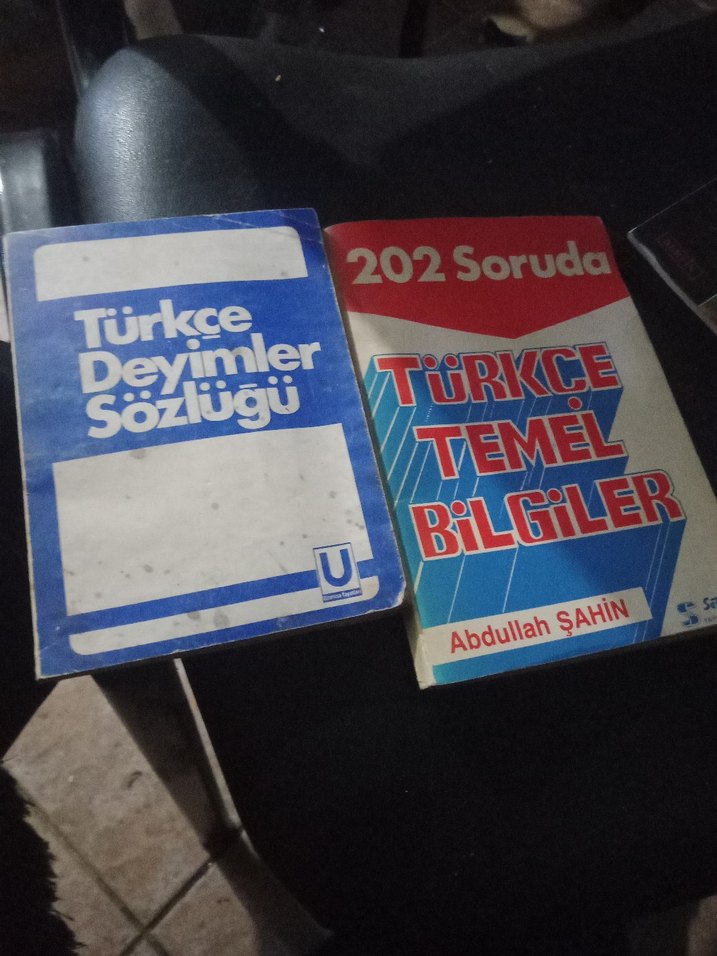 Türkçe
Deyimler
Sözlüğü
U
202 Soruda
TÜRKÇE
TEMEL
BİLGİLER
Abdullah ŞAHİN
S